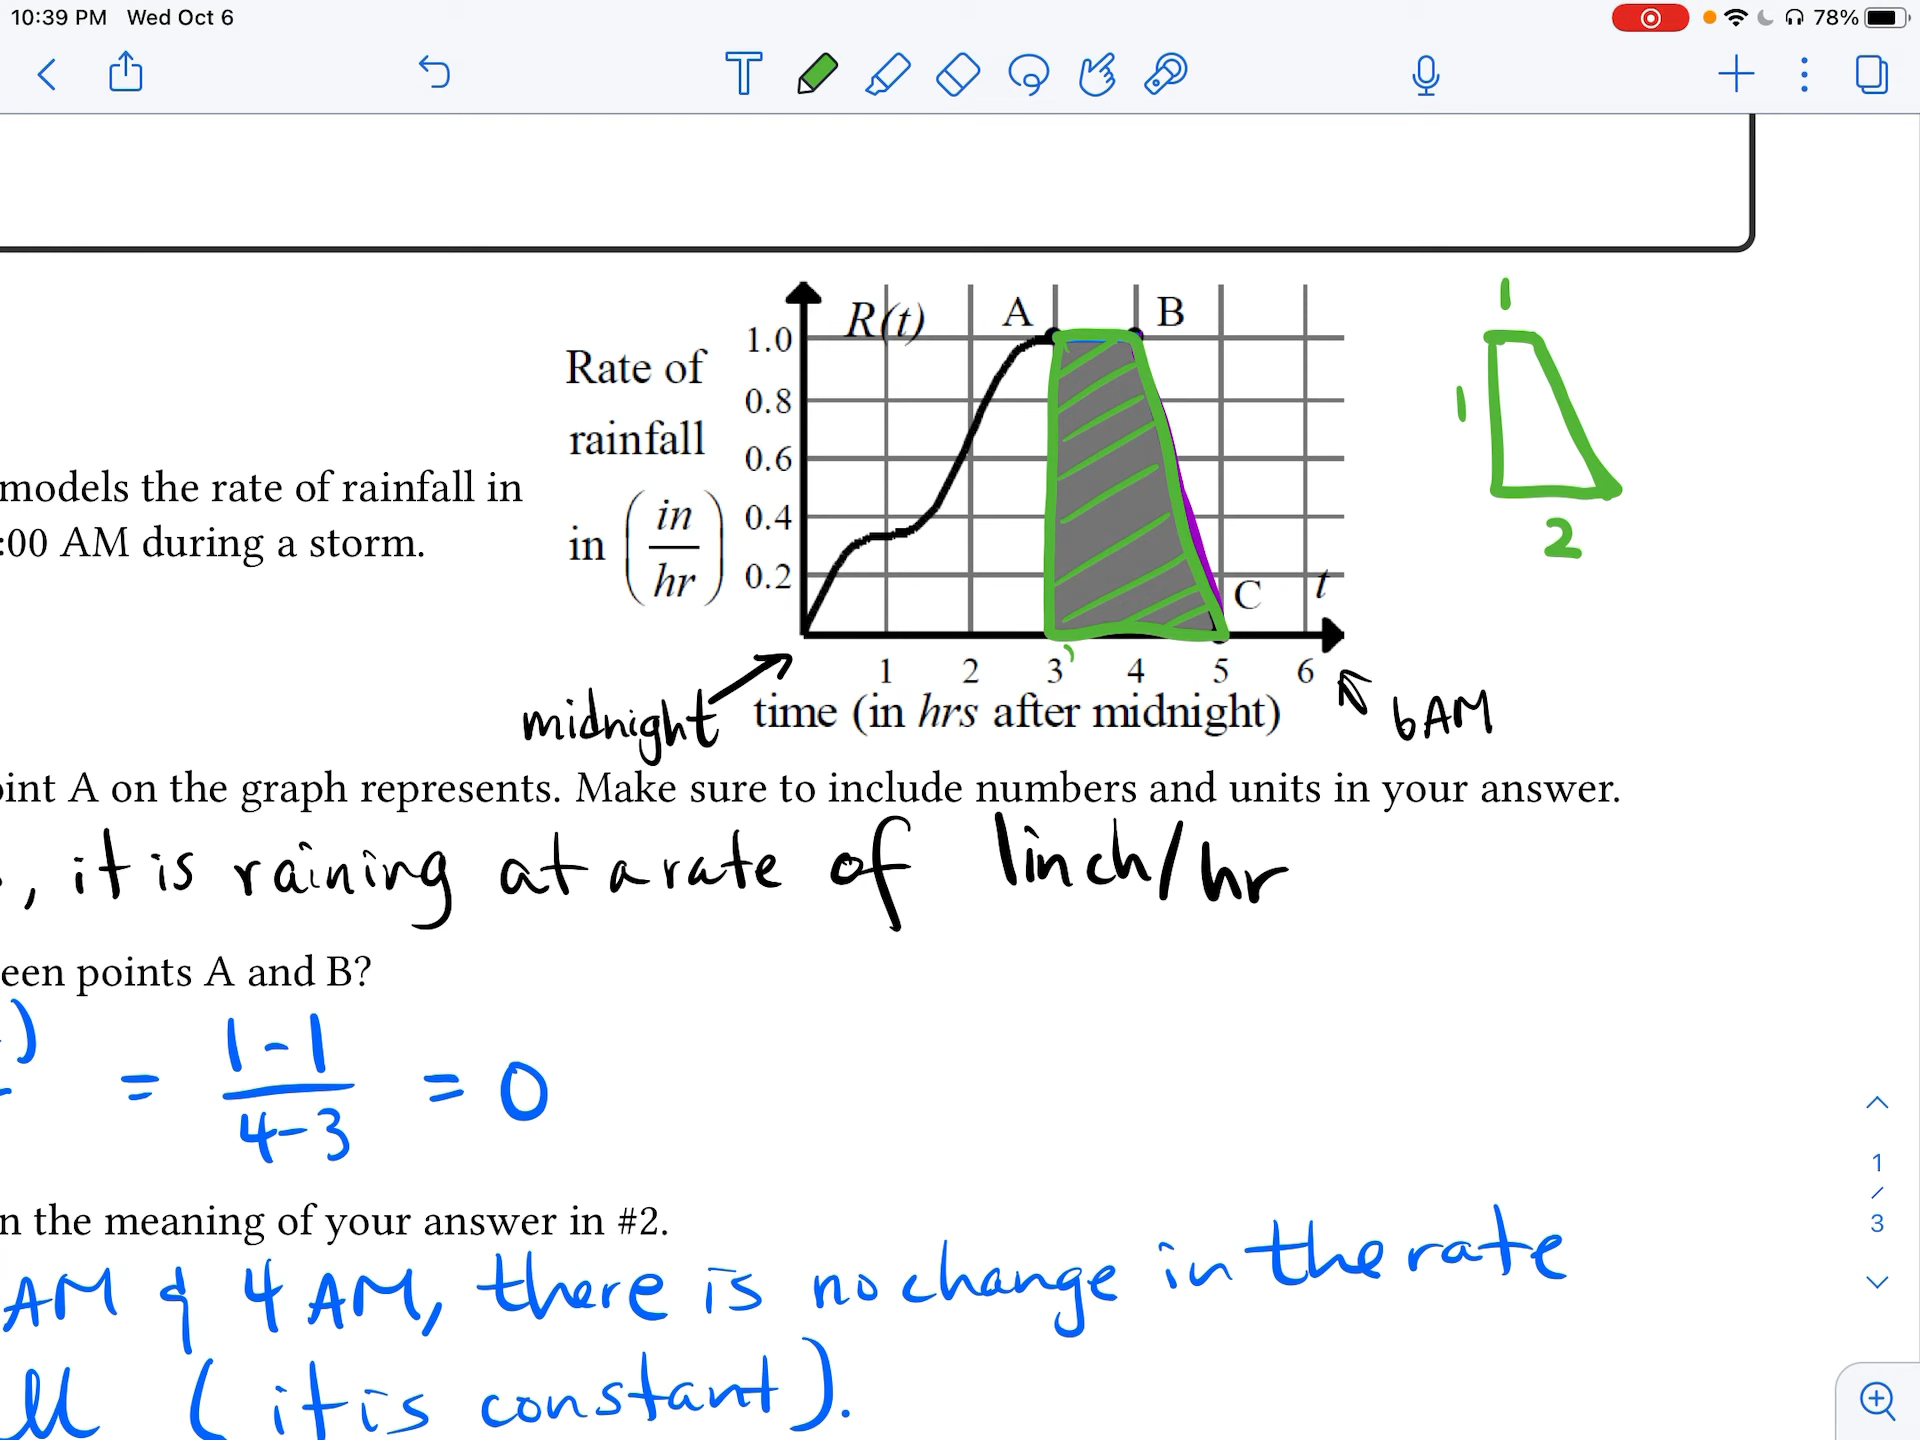 10:39 PM Wed Oct 6
78%
T
R(t)
A
B
1
1.0
Rate of
0.8
1
rainfall
0.6
models the rate of rainfall in
in (in/hr)
0.4
2
:00 AM during a storm.
0.2
C
t
1 2 3 4 5 6
midnight
time (in hrs after midnight)
6AM
int A on the graph represents. Make sure to include numbers and units in your answer.
, it is raining at a rate of 1inch/hr
een points A and B?
) = 1-1/4-3 = 0
1
/
3
n the meaning of your answer in #2.
AM & 4 AM, there is no change in the rate
ll (it is constant).